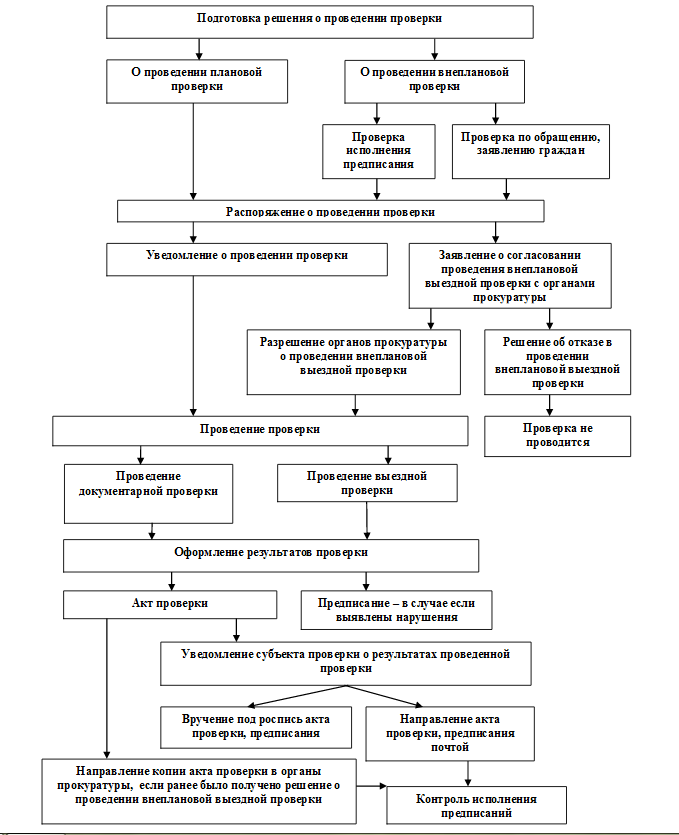 Подготовка решения о проведении проверки
О проведении плановой
проверки
О проведении внеплановой
проверки
Проверка
исполнения
предписания
Проверка по обращению,
заявлению граждан
Распоряжение о проведении проверки
Уведомление о проведении проверки
Заявление о согласовании
проведения внеплановой
выездной проверки с органами
прокуратуры
Разрешение органов прокуратуры
о проведении внеплановой
выездной проверки
Решение об отказе в
проведении
внеплановой выездной
проверки
Проведение проверки
Проверка не
проводится
Проведение
документарной проверки
Проведение выездной
проверки
Оформление результатов проверки
Акт проверки
Предписание – в случае если
выявлены нарушения
Уведомление субъекта проверки о результатах проведенной
проверки
Вручение под роспись акта
проверки, предписания
Направление акта
проверки, предписания
почтой
Направление копии акта проверки в органы
прокуратуры, если ранее было получено решение о
проведении внеплановой выездной проверки
Контроль исполнения
предписаний